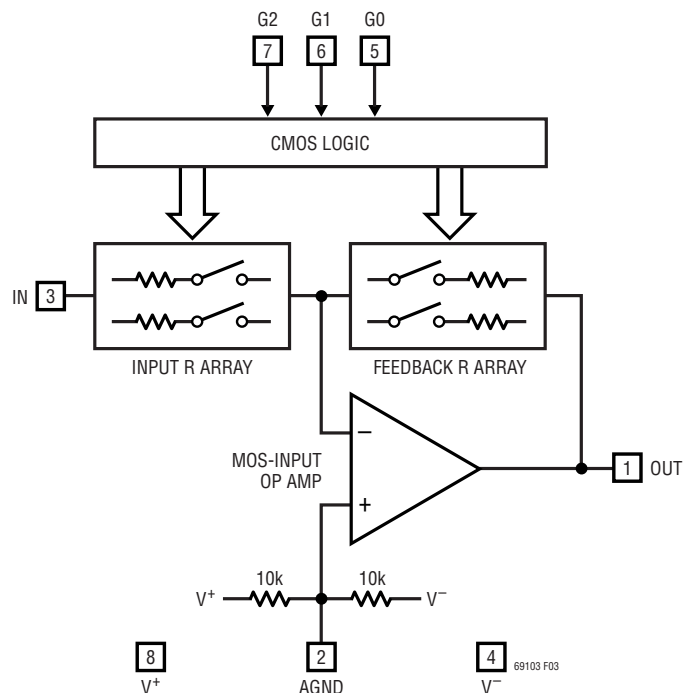 G2 G1 G0
7 6 5
CMOS LOGIC
IN 3
INPUT R ARRAY FEEDBACK R ARRAY
MOS-INPUT
OP AMP
−
+
1 OUT
10k 10k
V+ V−
8 2 4 69103 F03
V+ AGND V−